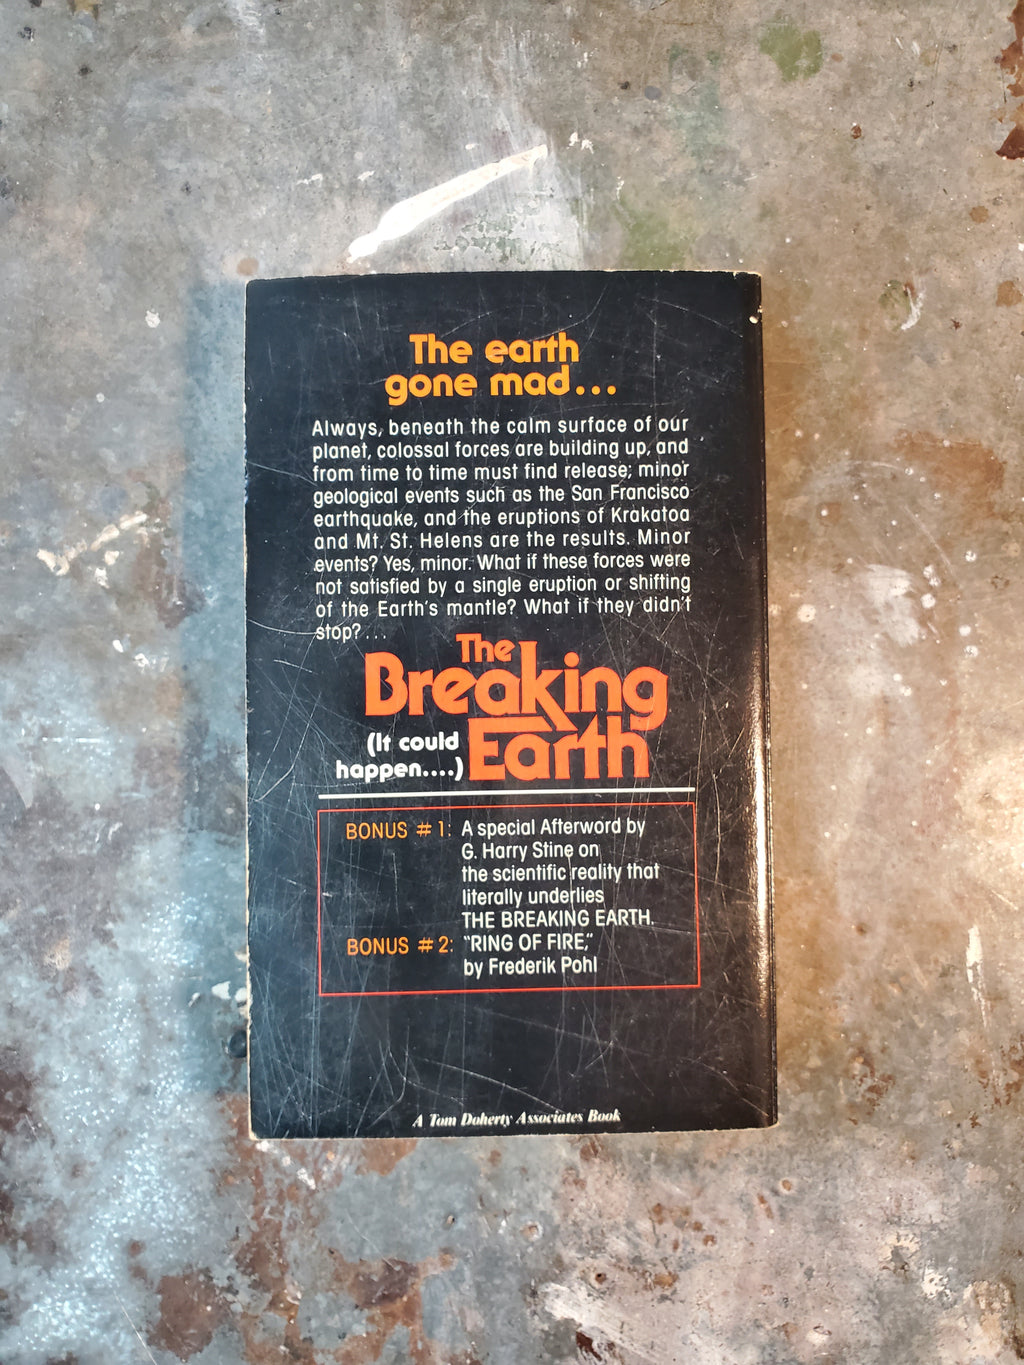 The earth
gone mad...
Always, beneath the calm surface of our
planet, colossal forces are building up, and
from time to time must find release; minor
geological events such as the San Francisco
earthquake, and the eruptions of Krakatoa
and Mt. St. Helens are the results. Minor
events? Yes, minor. What if these forces were
not satisfied by a single eruption or shifting
of the Earth's mantle? What if they didn't
stop?...
The
Breaking
Earth
(It could
happen....)
BONUS #1: A special Afterword by
G. Harry Stine on
the scientific reality that
literally underlies
THE BREAKING EARTH.
BONUS #2: "RING OF FIRE,"
by Frederik Pohl
A Tom Doherty Associates Book